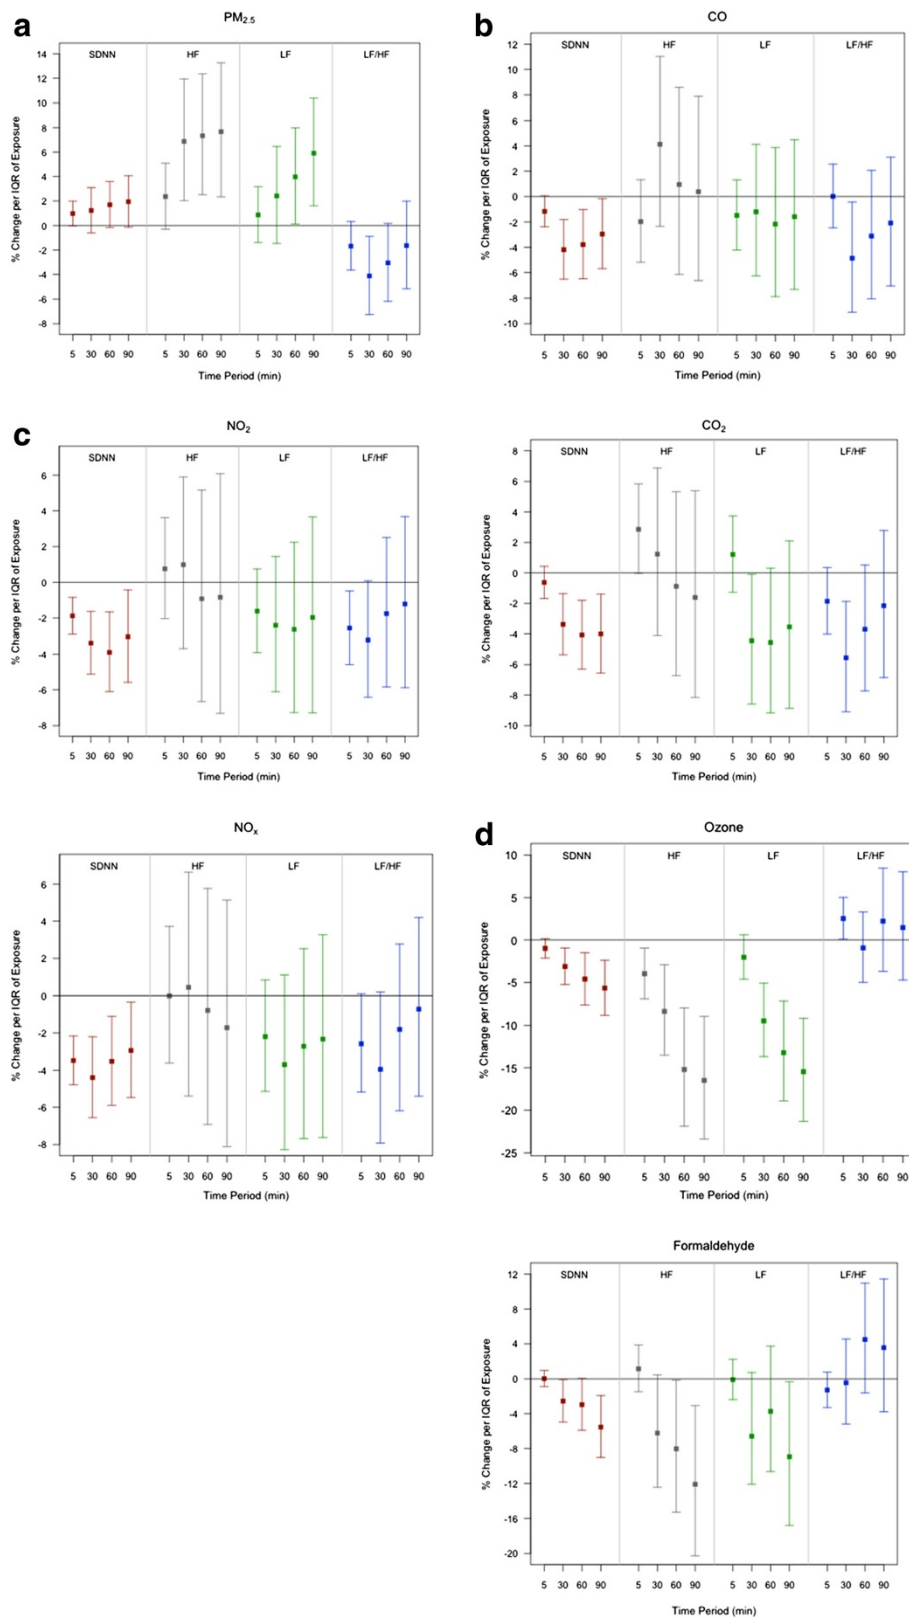 a
PM2.5
SDNN HF LF LF/HF
% Change per IQR of Exposure
14
12
10
8
6
4
2
0
-2
-4
-6
-8
5 30 60 90 5 30 60 90 5 30 60 90 5 30 60 90
Time Period (min)
b
CO
SDNN HF LF LF/HF
% Change per IQR of Exposure
12
10
8
6
4
2
0
-2
-4
-6
-8
-10
5 30 60 90 5 30 60 90 5 30 60 90 5 30 60 90
Time Period (min)
c
NO2
SDNN HF LF LF/HF
% Change per IQR of Exposure
6
4
2
0
-2
-4
-6
-8
5 30 60 90 5 30 60 90 5 30 60 90 5 30 60 90
Time Period (min)
CO2
SDNN HF LF LF/HF
% Change per IQR of Exposure
8
6
4
2
0
-2
-4
-6
-8
-10
5 30 60 90 5 30 60 90 5 30 60 90 5 30 60 90
Time Period (min)
NOx
SDNN HF LF LF/HF
% Change per IQR of Exposure
6
4
2
0
-2
-4
-6
-8
5 30 60 90 5 30 60 90 5 30 60 90 5 30 60 90
Time Period (min)
d
Ozone
SDNN HF LF LF/HF
% Change per IQR of Exposure
10
5
0
-5
-10
-15
-20
-25
5 30 60 90 5 30 60 90 5 30 60 90 5 30 60 90
Time Period (min)
Formaldehyde
SDNN HF LF LF/HF
% Change per IQR of Exposure
12
8
4
0
-4
-8
-12
-16
-20
5 30 60 90 5 30 60 90 5 30 60 90 5 30 60 90
Time Period (min)